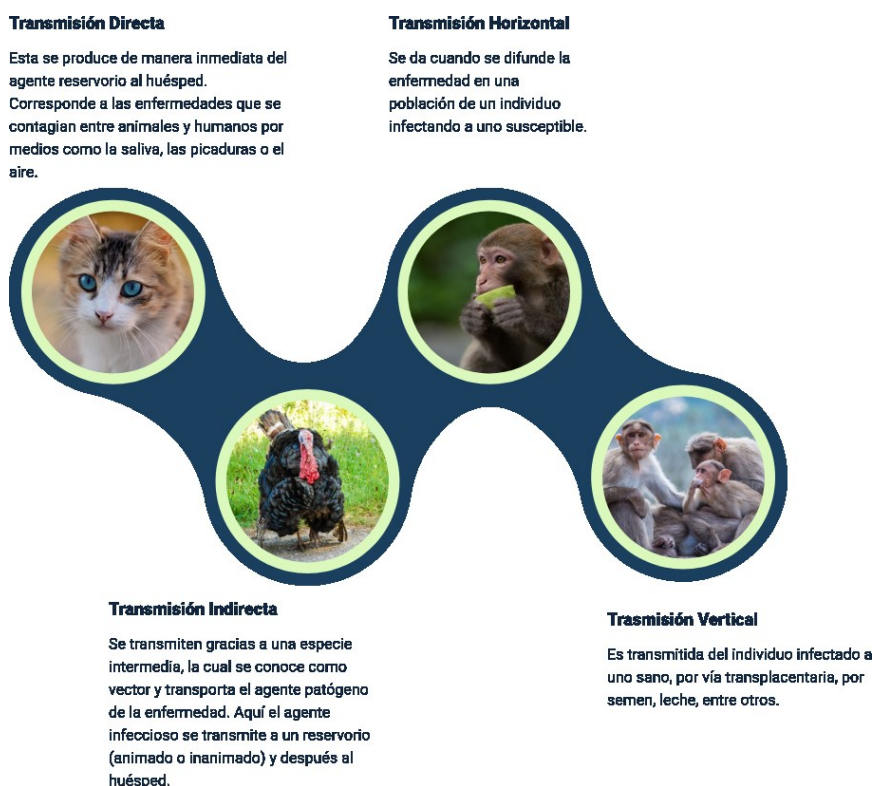 Transmisión Directa
Esta se produce de manera inmediata del
agente reservorio al huésped.
Corresponde a las enfermedades que se
contagian entre animales y humanos por
medios como la saliva, las picaduras o el
aire.
Transmisión Horizontal
Se da cuando se difunde la
enfermedad en una
población de un individuo
infectando a uno susceptible.
Transmisión Indirecta
Se transmiten gracias a una especie
intermedia, la cual se conoce como
vector y transporta el agente patógeno
de la enfermedad. Aquí el agente
infeccioso se transmite a un reservorio
(animado o inanimado) y después al
huésped.
Trasmisión Vertical
Es transmitida del individuo infectado a
uno sano, por vía transplacentaria, por
semen, leche, entre otros.